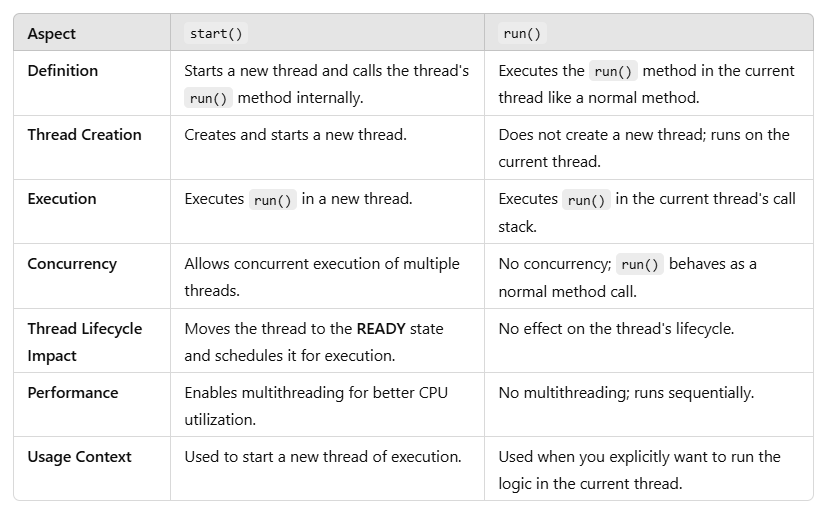 Aspect start() run()
Definition Starts a new thread and calls the thread's Executes the run() method in the current
run() method internally. thread like a normal method.
Thread Creation Creates and starts a new thread. Does not create a new thread; runs on the
current thread.
Execution Executes run() in a new thread. Executes run() in the current thread's call
stack.
Concurrency Allows concurrent execution of multiple No concurrency; run() behaves as a
threads. normal method call.
Thread Lifecycle Moves the thread to the READY state No effect on the thread's lifecycle.
Impact and schedules it for execution.
Performance Enables multithreading for better CPU No multithreading; runs sequentially.
utilization.
Usage Context Used to start a new thread of execution. Used when you explicitly want to run the
logic in the current thread.